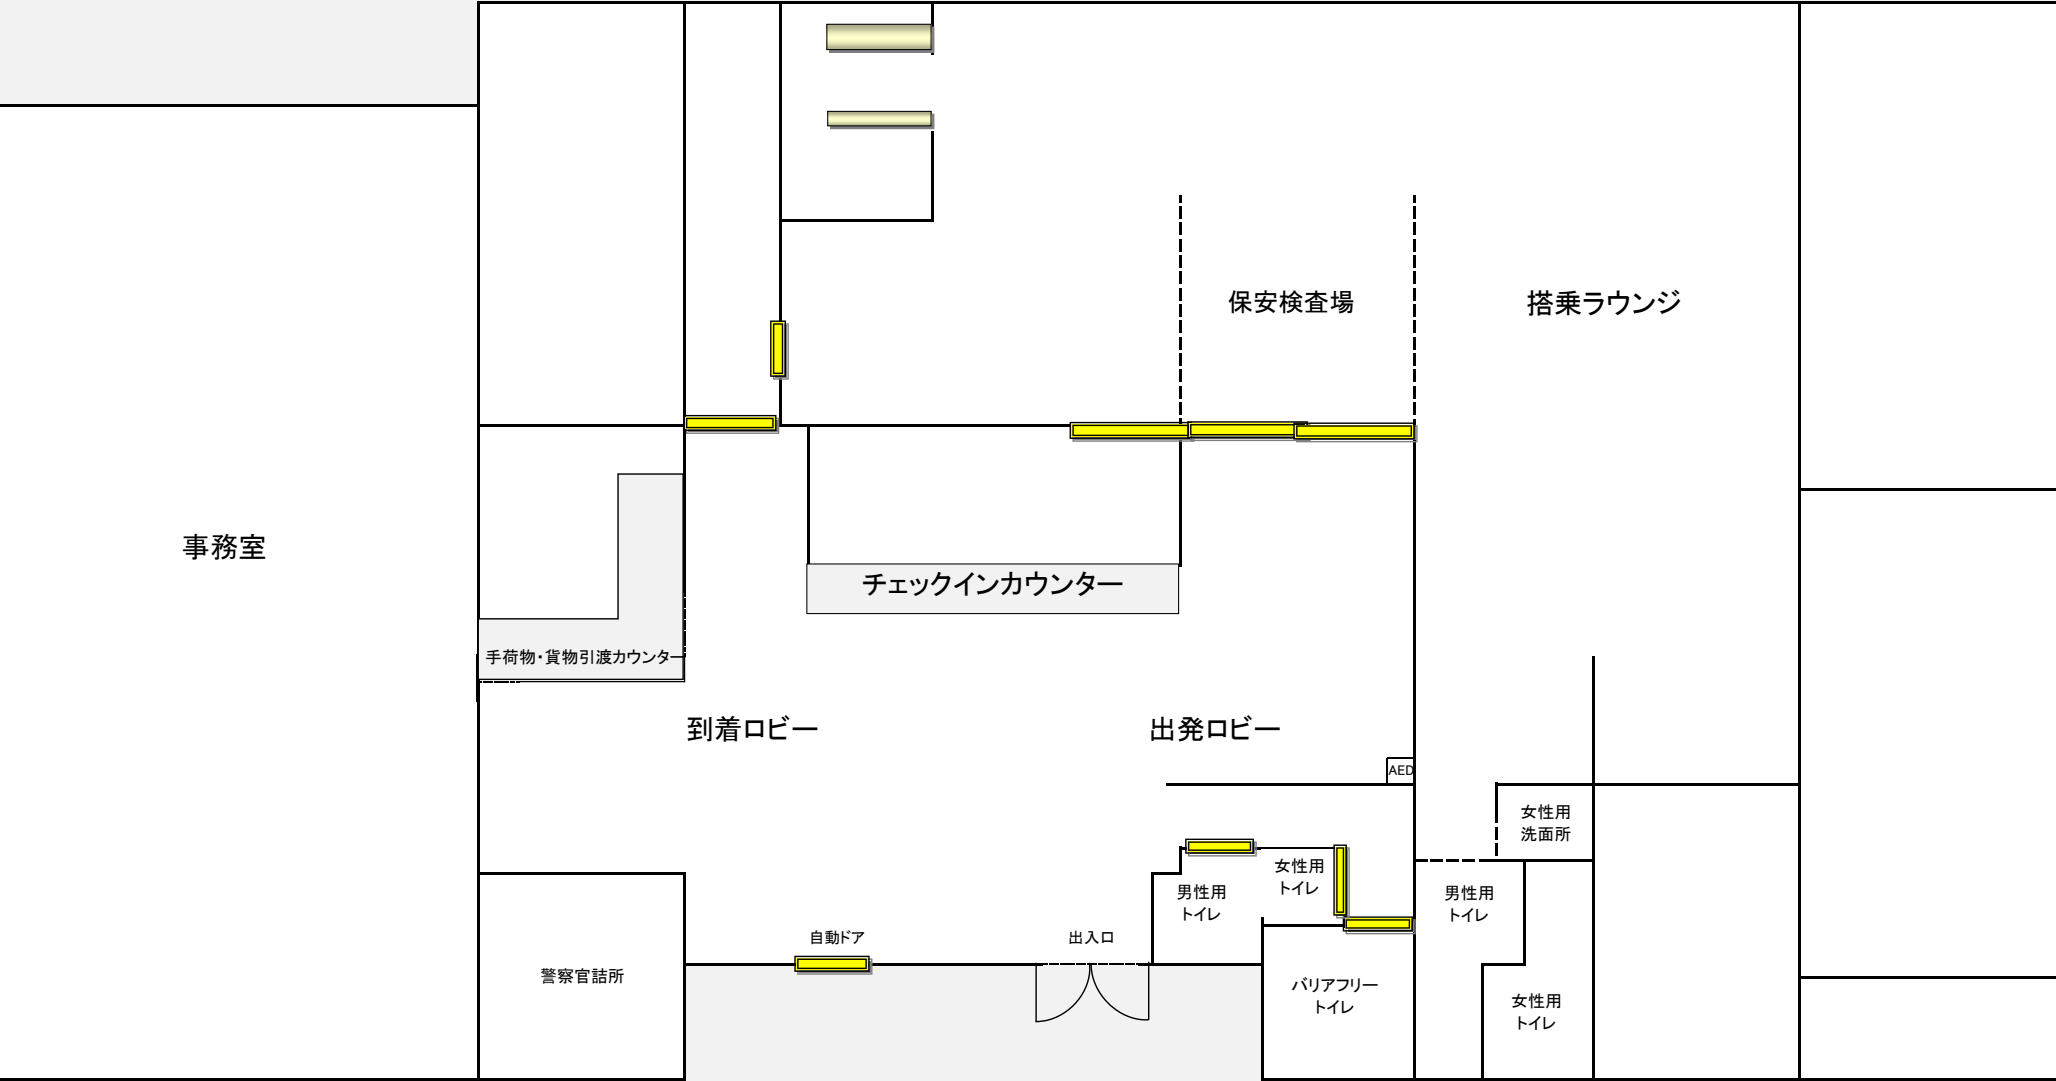 保安検査場
搭乗ラウンジ
事務室
チェックインカウンター
手荷物・貨物引渡カウンター
到着ロビー
出発ロビー
AED
女性用
洗面所
女性用
トイレ
男性用
トイレ
男性用
トイレ
自動ドア
出入口
警察官詰所
バリアフリー
トイレ
女性用
トイレ